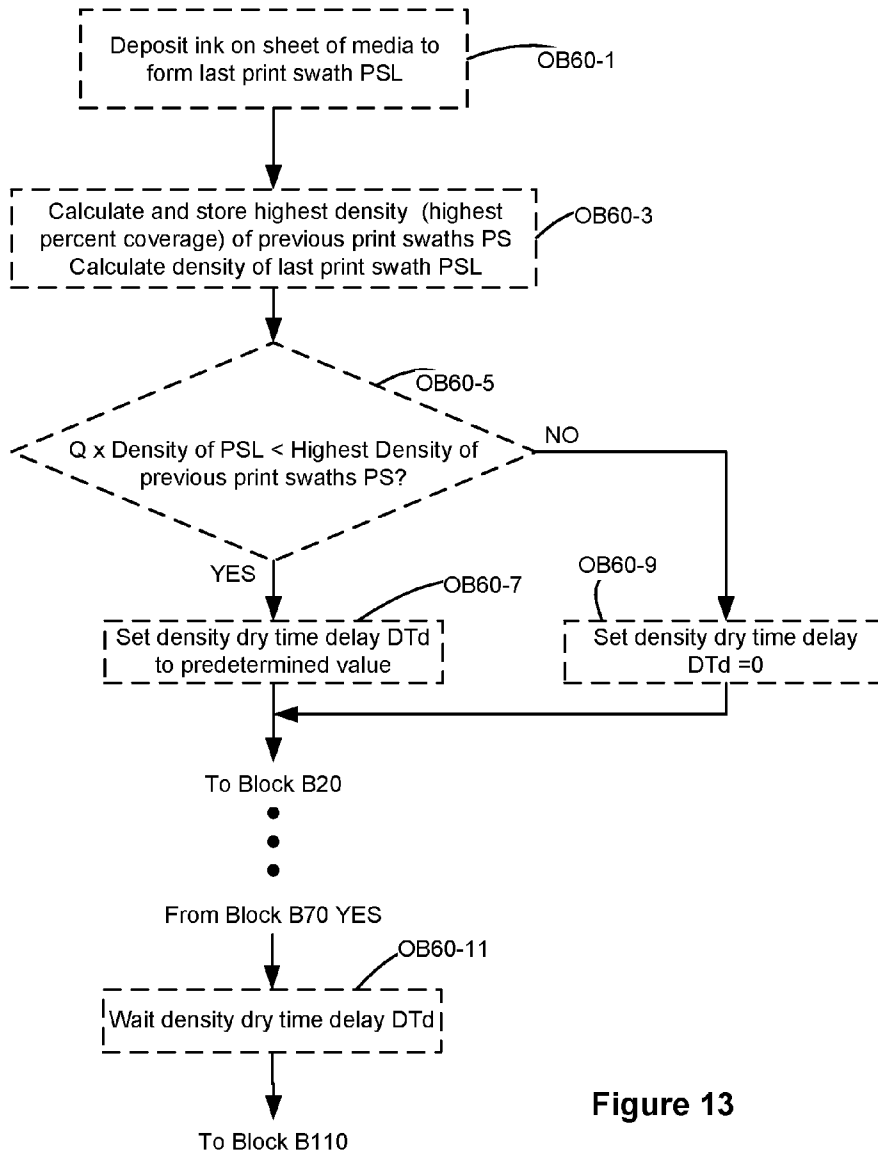 Deposit ink on sheet of media to
form last print swath PSL
OB60-1
Calculate and store highest density (highest
percent coverage) of previous print swaths PS
Calculate density of last print swath PSL
OB60-3
OB60-5
Q x Density of PSL < Highest Density of
previous print swaths PS?
NO
YES
OB60-7
OB60-9
Set density dry time delay DTd
to predetermined value
Set density dry time delay
DTd =0
To Block B20
From Block B70 YES
OB60-11
Wait density dry time delay DTd
To Block B110
Figure 13